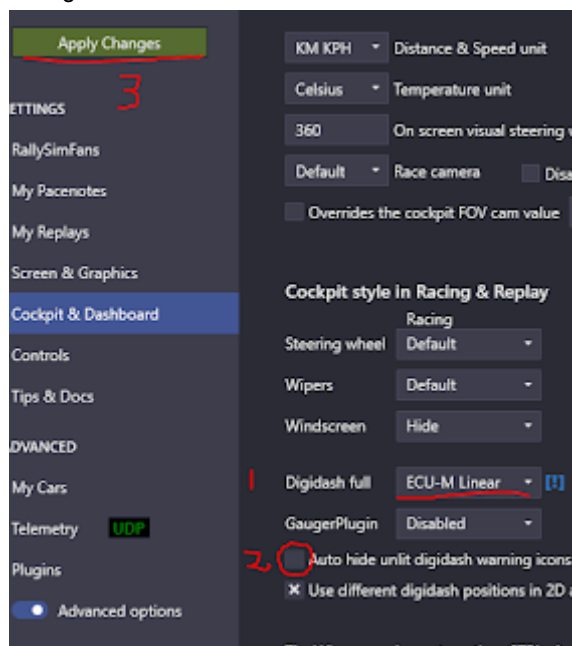 Apply Changes
3
ETTINGS
RallySimFans
My Pacenotes
My Replays
Screen & Graphics
Cockpit & Dashboard
Controls
Tips & Docs
DVANCED
My Cars
Telemetry UDP
Plugins
Advanced options
KM KPH Distance & Speed unit
Celsius Temperature unit
360 On screen visual steering
Default Race camera Disa
Overrides the cockpit FOV cam value
Cockpit style in Racing & Replay
Racing
Steering wheel Default
Wipers Default
Windscreen Hide
1 Digidash full ECU-M Linear [!]
GaugerPlugin Disabled
2, Auto hide unlit digidash warning icons
Use different digidash positions in 2D